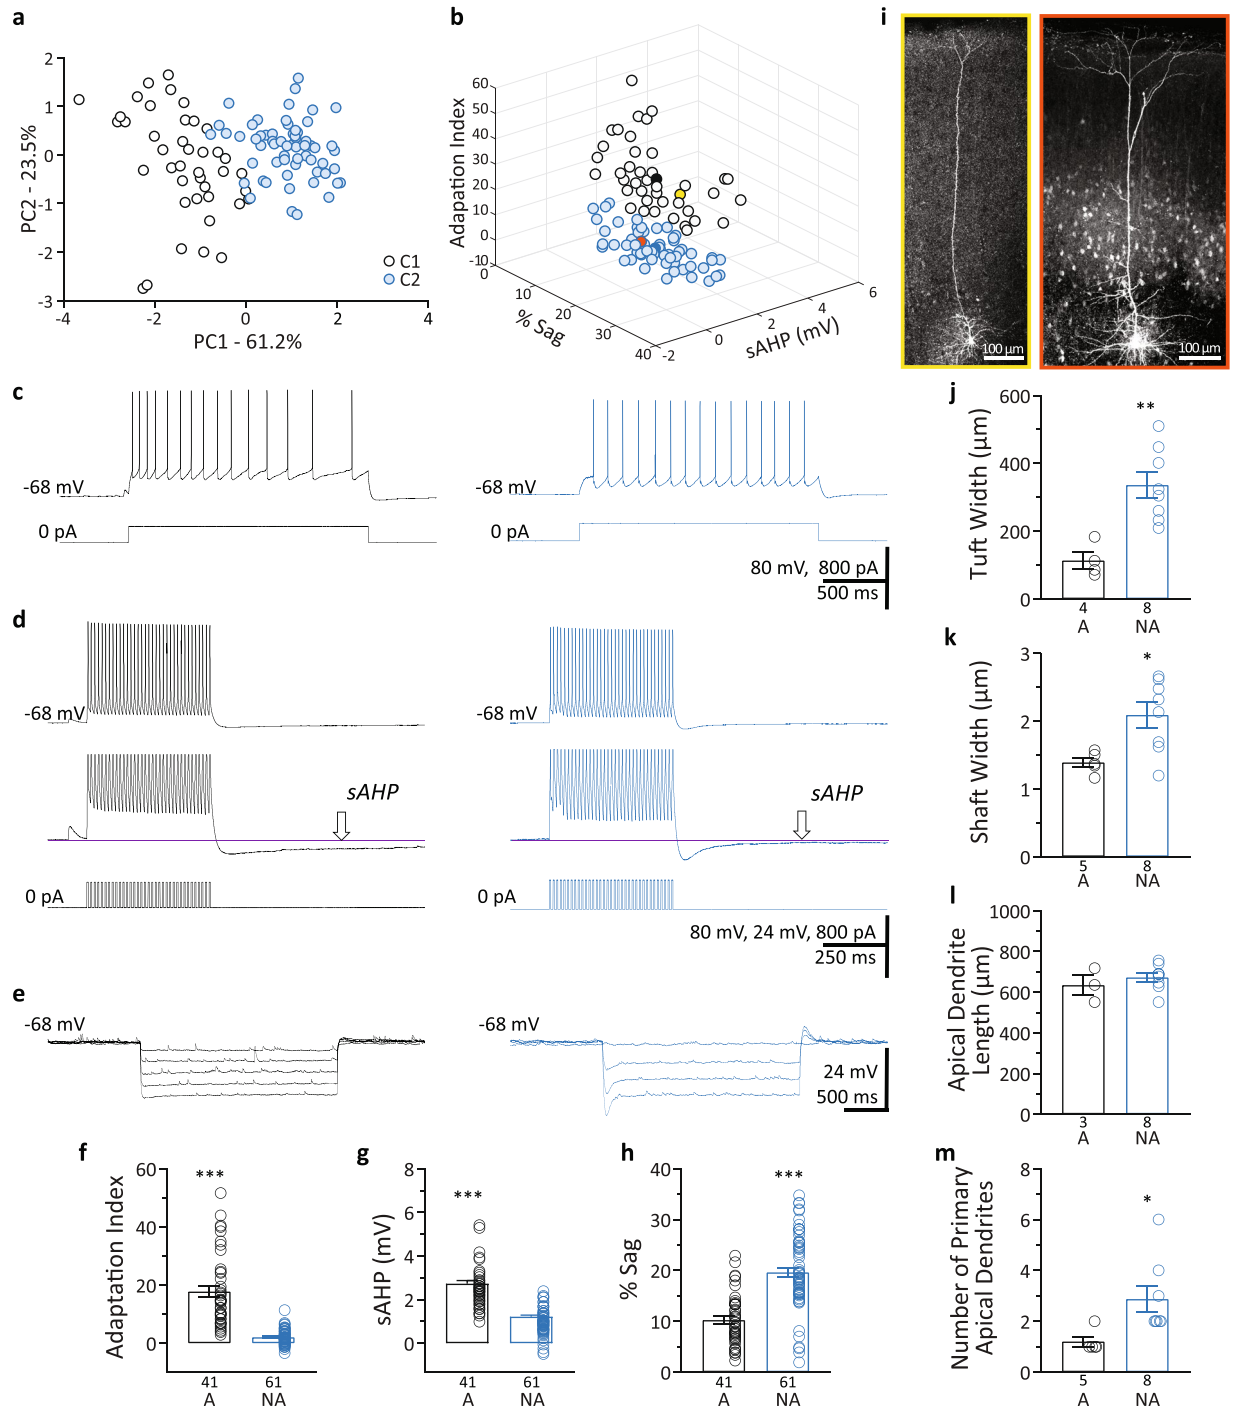 a
2
1
0
-1
-2
-3
-4
-2
0
2
4
PC2 - 23.5%
PC1 - 61.2%
C1
C2
b
60
50
40
30
20
10
0
-10
Adapation Index
0
10
20
30
40
% Sag
-2
0
2
4
6
sAHP (mV)
i
100 µm
100 µm
c
-68 mV
0 pA
-68 mV
0 pA
80 mV, 800 pA
500 ms
d
-68 mV
sAHP
0 pA
-68 mV
sAHP
0 pA
80 mV, 24 mV, 800 pA
250 ms
e
-68 mV
-68 mV
24 mV
500 ms
f
Adaptation Index
60
40
20
0
***
41 61
A NA
g
sAHP (mV)
8
6
4
2
0
***
41 61
A NA
h
% Sag
40
30
20
10
0
***
41 61
A NA
j
Tuft Width (µm)
600
400
200
0
**
4 8
A NA
k
Shaft Width (µm)
3
2
1
0
*
5 8
A NA
l
Apical Dendrite
Length (µm)
1000
800
600
400
200
0
3 8
A NA
m
Number of Primary
Apical Dendrites
8
6
4
2
0
*
5 8
A NA